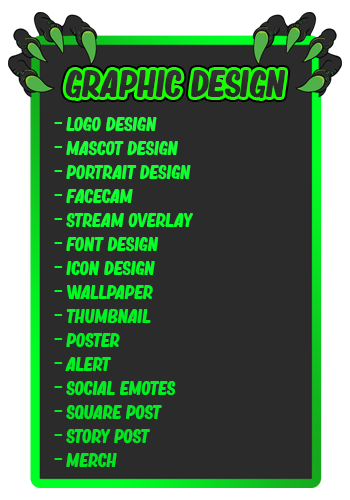 GRAPHIC DESIGN
- LOGO DESIGN
- MASCOT DESIGN
- PORTRAIT DESIGN
- FACECAM
- STREAM OVERLAY
- FONT DESIGN
- ICON DESIGN
- WALLPAPER
- THUMBNAIL
- POSTER
- ALERT
- SOCIAL EMOTES
- SQUARE POST
- STORY POST
- MERCH